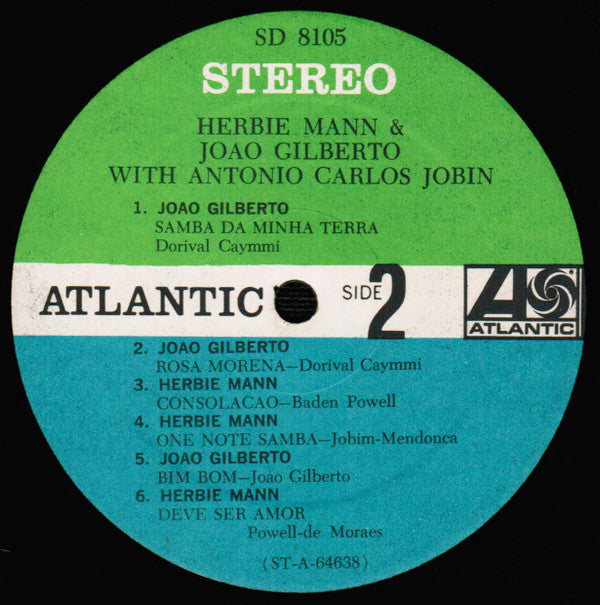 SD 8105
STEREO
HERBIE MANN &
JOAO GILBERTO
WITH ANTONIO CARLOS JOBIN
1. JOAO GILBERTO
SAMBA DA MINHA TERRA
Dorival Caymmi
ATLANTIC
SIDE 2
ATLANTIC
2. JOAO GILBERTO
ROSA MORENA—Dorival Caymmi
3. HERBIE MANN
CONSOLACAO—Baden Powell
4. HERBIE MANN
ONE NOTE SAMBA—Jobim-Mendonca
5. JOAO GILBERTO
BIM BOM—Joao Gilberto
6. HERBIE MANN
DEVE SER AMOR
Powell-de Moraes
(ST-A-64638)